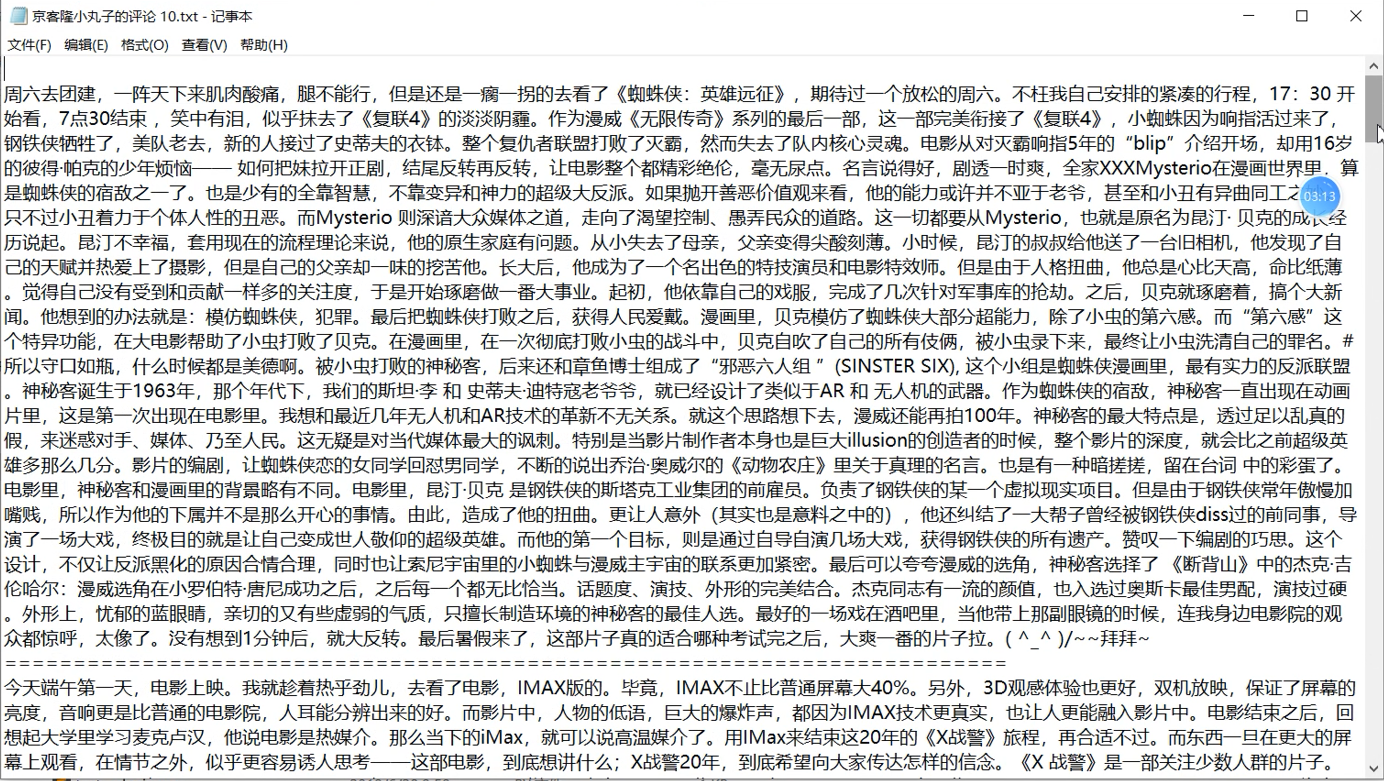 京客隆小丸子的评论 10.txt - 记事本
文件(F) 编辑(E) 格式(O) 查看(V) 帮助(H)
周六去团建，一阵天下来肌肉酸痛，腿不能行，但是还是一瘸一拐的去看了《蜘蛛侠：英雄远征》，期待过一个放松的周六。不枉我自己安排的紧凑的行程，17：30 开
始看，7点30结束 ，笑中有泪，似乎抹去了《复联4》的淡淡阴霾。作为漫威《无限传奇》系列的最后一部，这一部完美衔接了《复联4》，小蜘蛛因为响指活过来了，
钢铁侠牺牲了，美队老去，新的人接过了史蒂夫的衣钵。整个复仇者联盟打败了灭霸，然而失去了队内核心灵魂。电影从对灭霸响指5年的“blip”介绍开场，却用16岁
的彼得·帕克的少年烦恼—— 如何把妹拉开正剧，结尾反转再反转，让电影整个都精彩绝伦，毫无尿点。名言说得好，剧透一时爽，全家XXXMysterio在漫画世界里，算
是蜘蛛侠的宿敌之一了。也是少有的全靠智慧，不靠变异和神力的超级大反派。如果抛开善恶价值观来看，他的能力或许并不亚于老爷，甚至和小丑有异曲同工之
03:13
只不过小丑着力于个体人性的丑恶。而Mysterio 则深谙大众媒体之道，走向了渴望控制、愚弄民众的道路。这一切都要从Mysterio，也就是原名为昆汀· 贝克的成长经
历说起。昆汀不幸福，套用现在的流程理论来说，他的原生家庭有问题。从小失去了母亲，父亲变得尖酸刻薄。小时候，昆汀的叔叔给他送了一台旧相机，他发现了自
己的天赋并热爱上了摄影，但是自己的父亲却一味的挖苦他。长大后，他成为了一个名出色的特技演员和电影特效师。但是由于人格扭曲，他总是心比天高，命比纸薄
。觉得自己没有受到和贡献一样多的关注度，于是开始琢磨做一番大事业。起初，他依靠自己的戏服，完成了几次针对军事库的抢劫。之后，贝克就琢磨着，搞个大新
闻。他想到的办法就是：模仿蜘蛛侠，犯罪。最后把蜘蛛侠打败之后，获得人民爱戴。漫画里，贝克模仿了蜘蛛侠大部分超能力，除了小虫的第六感。而“第六感”这
个特异功能，在大电影帮助了小虫打败了贝克。在漫画里，在一次彻底打败小虫的战斗中，贝克自吹了自己的所有伎俩，被小虫录下来，最终让小虫洗清自己的罪名。#
所以守口如瓶，什么时候都是美德啊。被小虫打败的神秘客，后来还和章鱼博士组成了“邪恶六人组 ”(SINSTER SIX), 这个小组是蜘蛛侠漫画里，最有实力的反派联盟
。神秘客诞生于1963年，那个年代下，我们的斯坦·李 和 史蒂夫·迪特寇老爷爷，就已经设计了类似于AR 和 无人机的武器。作为蜘蛛侠的宿敌，神秘客一直出现在动画
片里，这是第一次出现在电影里。我想和最近几年无人机和AR技术的革新不无关系。就这个思路想下去，漫威还能再拍100年。神秘客的最大特点是，透过足以乱真的
假，来迷惑对手、媒体、乃至人民。这无疑是对当代媒体最大的讽刺。特别是当影片制作者本身也是巨大illusion的创造者的时候，整个影片的深度，就会比之前超级英
雄多那么几分。影片的编剧，让蜘蛛侠恋的女同学回怼男同学，不断的说出乔治·奥威尔的《动物农庄》里关于真理的名言。也是有一种暗搓搓，留在台词 中的彩蛋了。
电影里，神秘客和漫画里的背景略有不同。电影里，昆汀·贝克 是钢铁侠的斯塔克工业集团的前雇员。负责了钢铁侠的某一个虚拟现实项目。但是由于钢铁侠常年傲慢加
嘴贱，所以作为他的下属并不是那么开心的事情。由此，造成了他的扭曲。更让人意外（其实也是意料之中的），他还纠结了一大帮子曾经被钢铁侠diss过的前同事，导
演了一场大戏，终极目的就是让自己变成世人敬仰的超级英雄。而他的第一个目标，则是通过自导自演几场大戏，获得钢铁侠的所有遗产。赞叹一下编剧的巧思。这个
设计，不仅让反派黑化的原因合情合理，同时也让索尼宇宙里的小蜘蛛与漫威主宇宙的联系更加紧密。最后可以夸夸漫威的选角，神秘客选择了 《断背山》中的杰克·吉
伦哈尔：漫威选角在小罗伯特·唐尼成功之后，之后每一个都无比恰当。话题度、演技、外形的完美结合。杰克同志有一流的颜值，也入选过奥斯卡最佳男配，演技过硬
。外形上，忧郁的蓝眼睛，亲切的又有些虚弱的气质，只擅长制造环境的神秘客的最佳人选。最好的一场戏在酒吧里，当他带上那副眼镜的时候，连我身边电影院的观
众都惊呼，太像了。没有想到1分钟后，就大反转。最后暑假来了，这部片子真的适合哪种考试完之后，大爽一番的片子拉。( ^_^ )/~~拜拜~
=========================================================================
今天端午第一天，电影上映。我就趁着热乎劲儿，去看了电影，IMAX版的。毕竟，IMAX不止比普通屏幕大40%。另外，3D观感体验也更好，双机放映，保证了屏幕的
亮度，音响更是比普通的电影院，人耳能分辨出来的好。而影片中，人物的低语，巨大的爆炸声，都因为IMAX技术更真实，也让人更能融入影片中。电影结束之后，回
想起大学里学习麦克卢汉，他说电影是热媒介。那么当下的iMax，就可以说高温媒介了。用IMax来结束这20年的《X战警》旅程，再合适不过。而东西一旦在更大的屏
幕上观看，在情节之外，似乎更容易诱人思考——这部电影，到底想讲什么；X战警20年，到底希望向大家传达怎样的信念。《X 战警》是一部关注少数人群的片子。